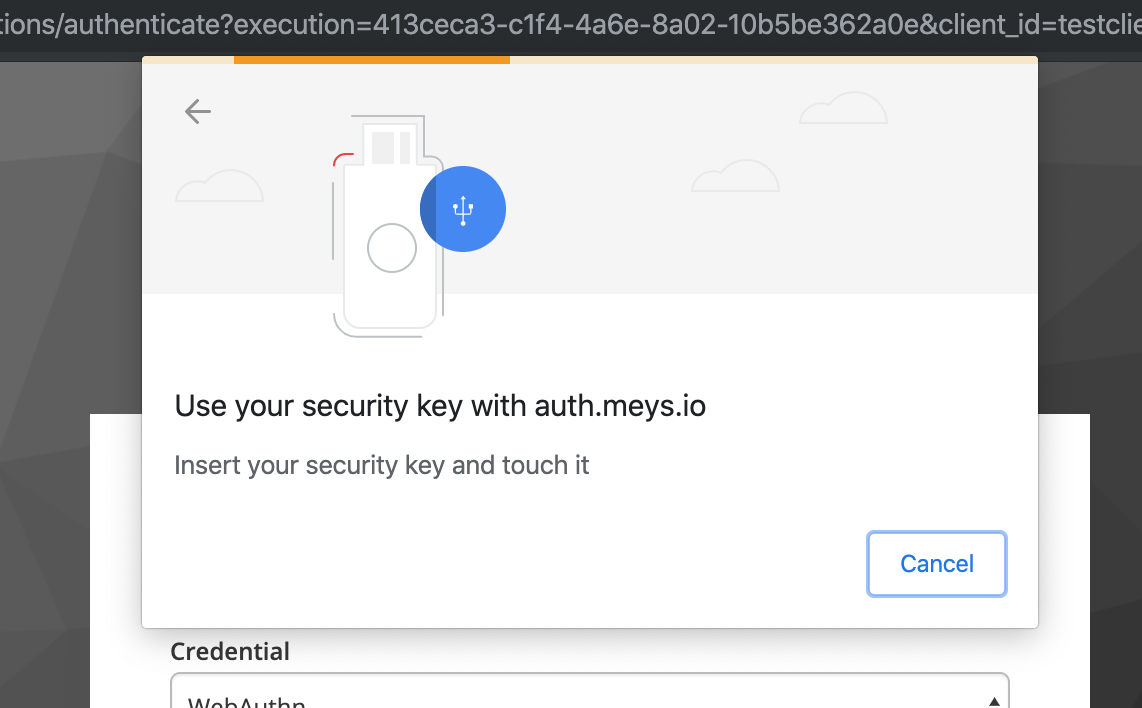 tions/authenticate?execution=413ceca3-c1f4-4a6e-8a02-10b5be362a0e&client_id=testclie
Use your security key with auth.meys.io
Insert your security key and touch it
Cancel
Credential
WebAuthn